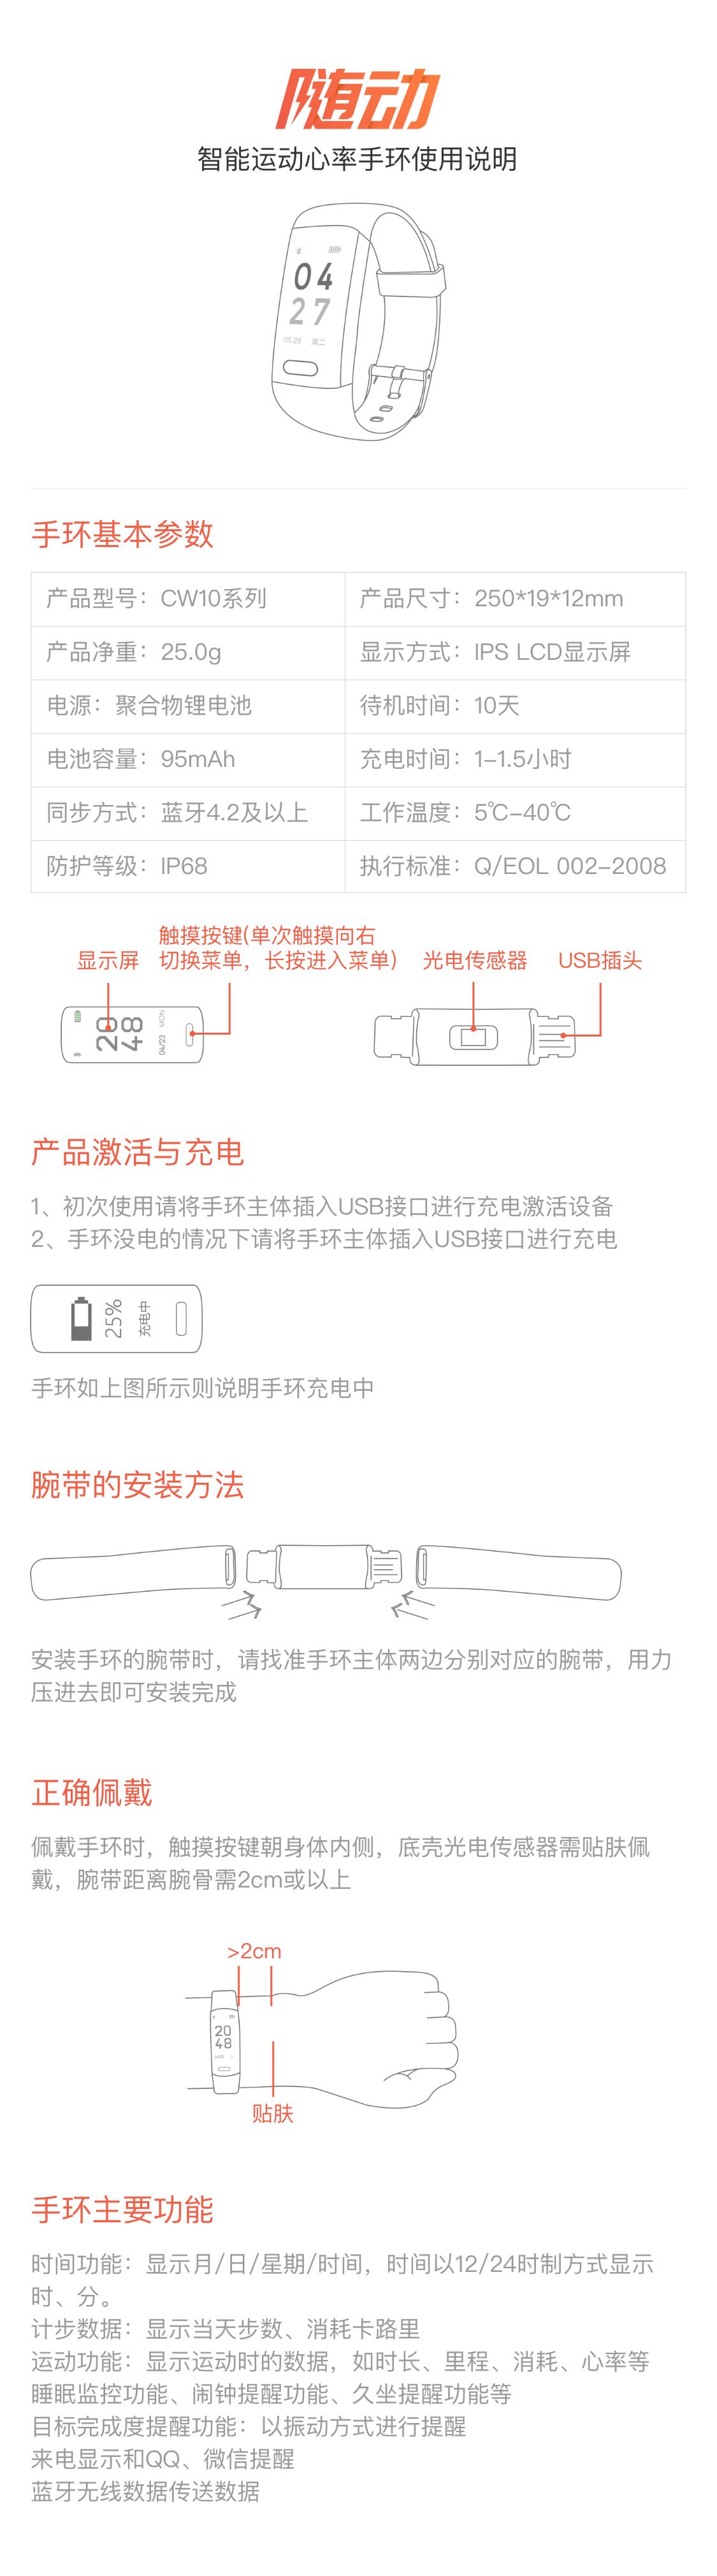 随动
智能运动心率手环使用说明
04
27
05.28 周二
手环基本参数
产品型号：CW10系列
产品尺寸：250*19*12mm
产品净重：25.0g
显示方式：IPS LCD显示屏
电源：聚合物锂电池
待机时间：10天
电池容量：95mAh
充电时间：1-1.5小时
同步方式：蓝牙4.2及以上
工作温度：5℃-40℃
防护等级：IP68
执行标准：Q/EOL 002-2008
显示屏
触摸按键(单次触摸向右
切换菜单，长按进入菜单)
光电传感器
USB插头
20
48
04/23 MON
产品激活与充电
1、初次使用请将手环主体插入USB接口进行充电激活设备
2、手环没电的情况下请将手环主体插入USB接口进行充电
25%
充电中
手环如上图所示则说明手环充电中
腕带的安装方法
安装手环的腕带时，请找准手环主体两边分别对应的腕带，用力
压进去即可安装完成
正确佩戴
佩戴手环时，触摸按键朝身体内侧，底壳光电传感器需贴肤佩
戴，腕带距离腕骨需2cm或以上
>2cm
20
48
贴肤
手环主要功能
时间功能：显示月/日/星期/时间，时间以12/24时制方式显示
时、分。
计步数据：显示当天步数、消耗卡路里
运动功能：显示运动时的数据，如时长、里程、消耗、心率等
睡眠监控功能、闹钟提醒功能、久坐提醒功能等
目标完成度提醒功能：以振动方式进行提醒
来电显示和QQ、微信提醒
蓝牙无线数据传送数据